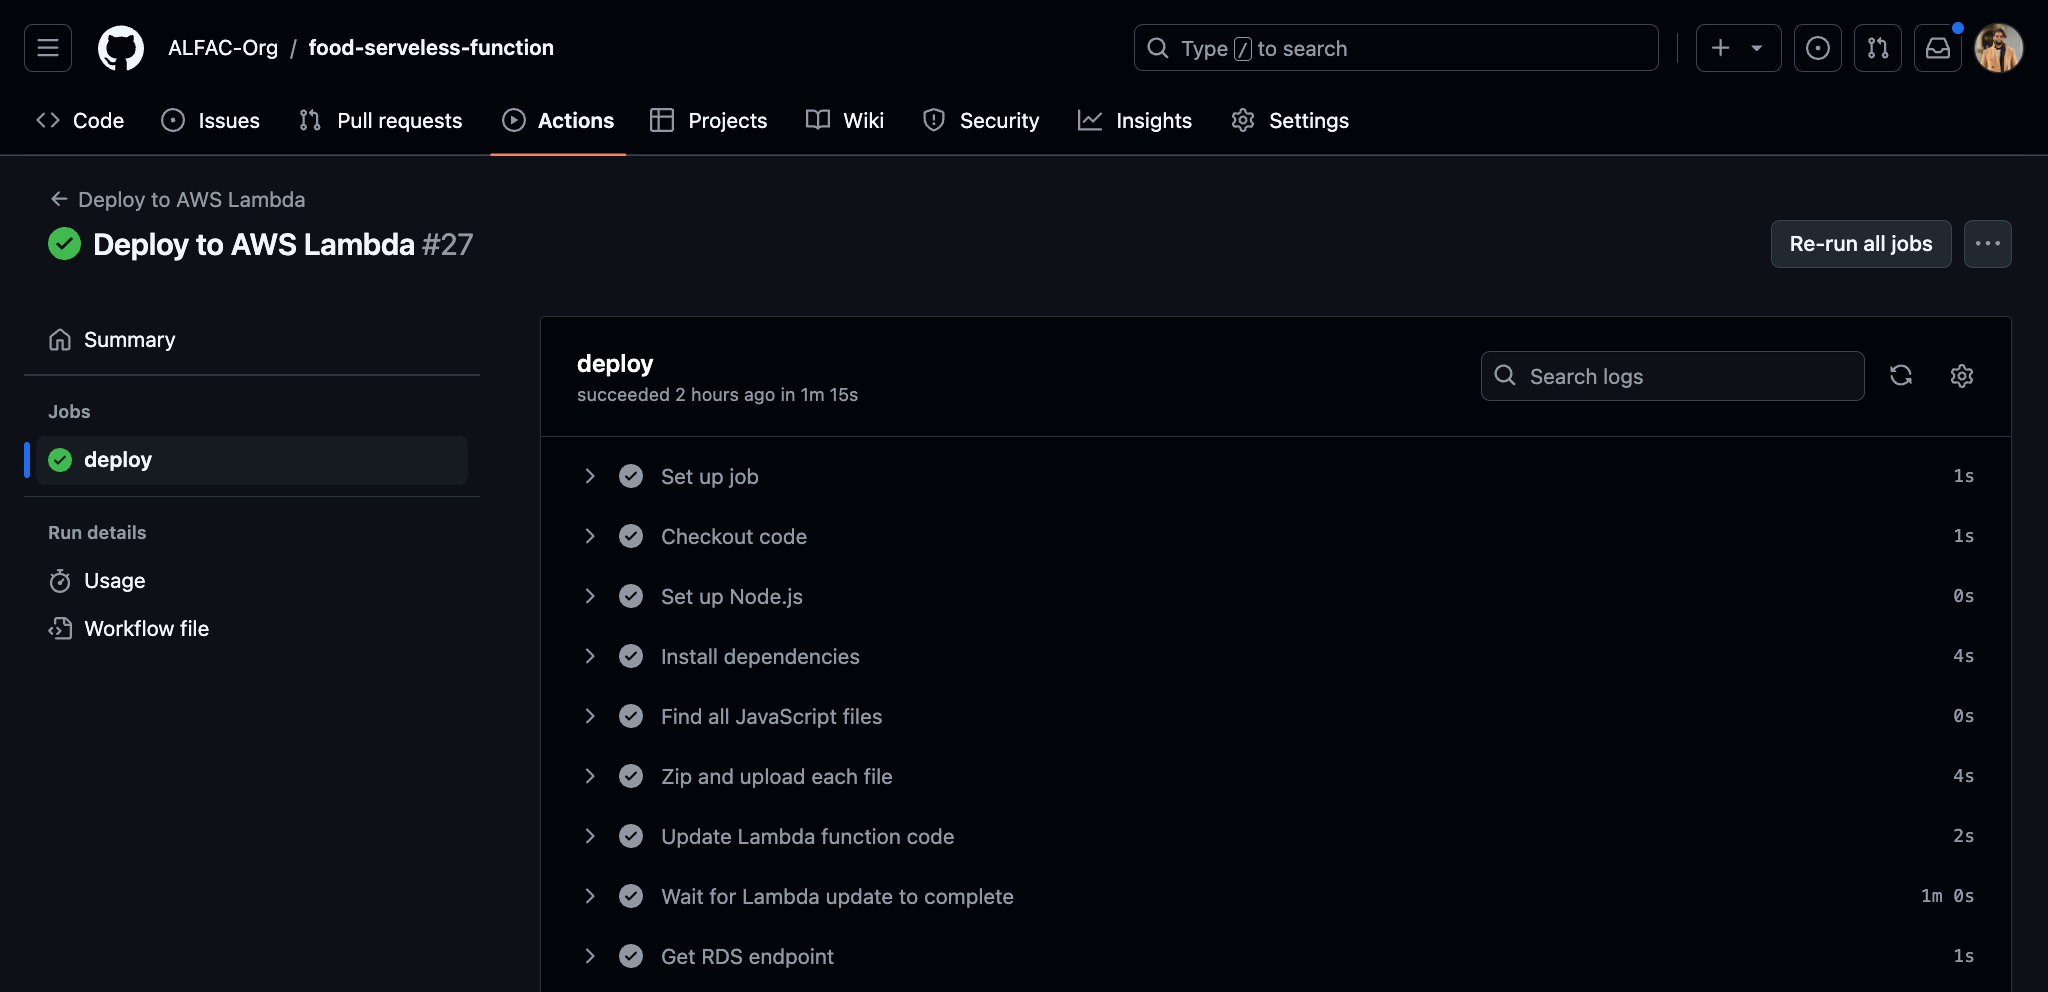 ALFAC-Org / food-serveless-function
Type / to search
Code
Issues
Pull requests
Actions
Projects
Wiki
Security
Insights
Settings
Deploy to AWS Lambda
Deploy to AWS Lambda #27
Re-run all jobs
Summary
Jobs
deploy
Run details
Usage
Workflow file
deploy
succeeded 2 hours ago in 1m 15s
Search logs
Set up job 1s
Checkout code 1s
Set up Node.js 0s
Install dependencies 4s
Find all JavaScript files 0s
Zip and upload each file 4s
Update Lambda function code 2s
Wait for Lambda update to complete 1m 0s
Get RDS endpoint 1s